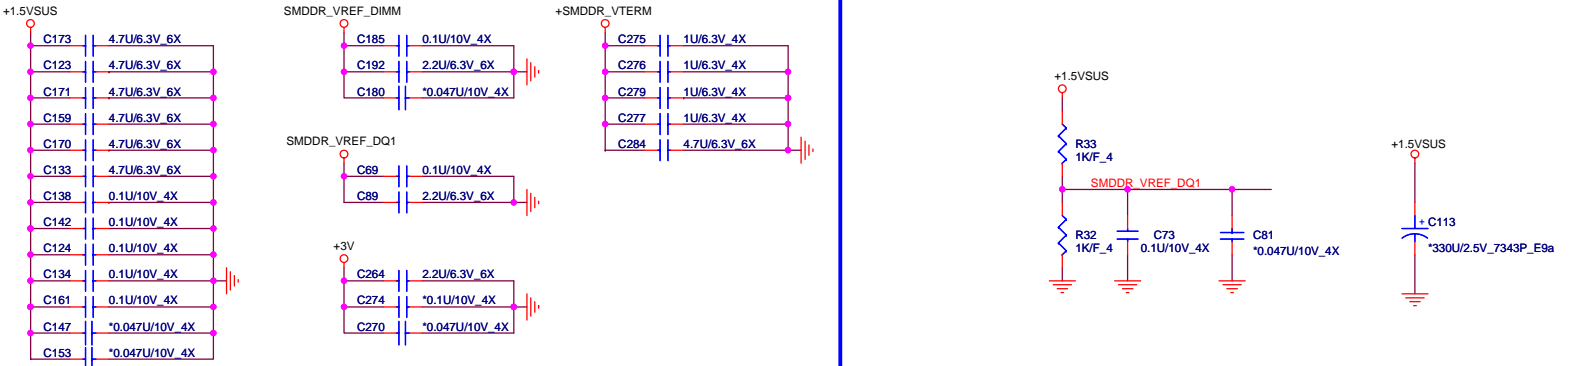 +1.5VSUS
C173 4.7U/6.3V_6X
C123 4.7U/6.3V_6X
C171 4.7U/6.3V_6X
C159 4.7U/6.3V_6X
C170 4.7U/6.3V_6X
C133 4.7U/6.3V_6X
C138 0.1U/10V_4X
C142 0.1U/10V_4X
C124 0.1U/10V_4X
C134 0.1U/10V_4X
C161 0.1U/10V_4X
C147 *0.047U/10V_4X
C153 *0.047U/10V_4X
SMDDR_VREF_DIMM
C185 0.1U/10V_4X
C192 2.2U/6.3V_6X
C180 *0.047U/10V_4X
SMDDR_VREF_DQ1
C69 0.1U/10V_4X
C89 2.2U/6.3V_6X
+3V
C264 2.2U/6.3V_6X
C274 *0.1U/10V_4X
C270 *0.047U/10V_4X
+SMDDR_VTERM
C275 1U/6.3V_4X
C276 1U/6.3V_4X
C279 1U/6.3V_4X
C277 1U/6.3V_4X
C284 4.7U/6.3V_6X
+1.5VSUS
R33
1K/F_4
SMDDR_VREF_DQ1
R32
1K/F_4
C73
0.1U/10V_4X
C81
*0.047U/10V_4X
+1.5VSUS
+ C113
*330U/2.5V_7343P_E9a